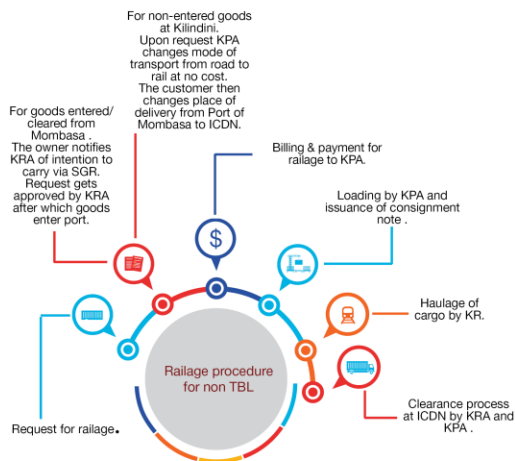 For non-entered goods
at Kilindini.
Upon request KPA
changes mode of
transport from road to
rail at no cost.
The customer then
changes place of
delivery from Port of
Mombasa to ICDN.
For goods entered/
cleared from
Mombasa .
The owner notifies
KRA of intention to
carry via SGR.
Request gets
approved by KRA
after which goods
enter port.
Billing & payment for
railage to KPA.
Loading by KPA and
issuance of consignment
note .
$
Haulage of
cargo by KR.
Railage procedure
for non TBL
Clearance process
at ICDN by KRA and
KPA .
Request for railage.